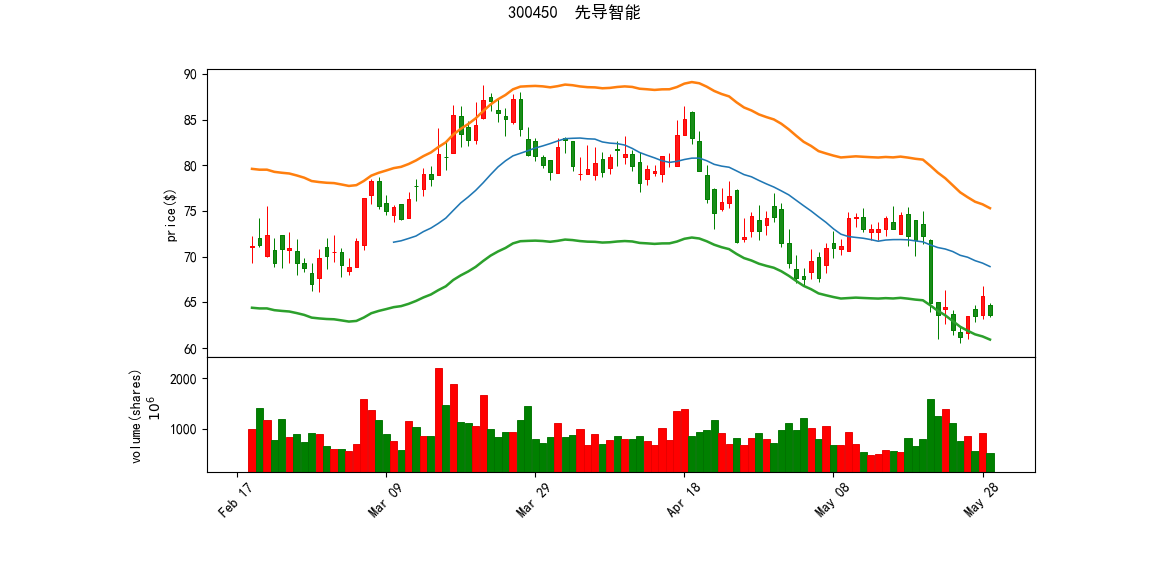 300450 先导智能
90
85
80
75
70
65
60
price($)
2000
1000
volume(shares)
10^6
Feb 17
Mar 09
Mar 29
Apr 18
May 08
May 28